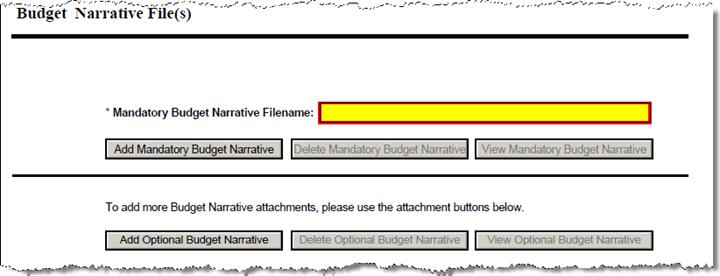 Budget Narrative File(s)
* Mandatory Budget Narrative Filename:
Add Mandatory Budget Narrative Delete Mandatory Budget Narrative View Mandatory Budget Narrative
To add more Budget Narrative attachments, please use the attachment buttons below.
Add Optional Budget Narrative Delete Optional Budget Narrative View Optional Budget Narrative